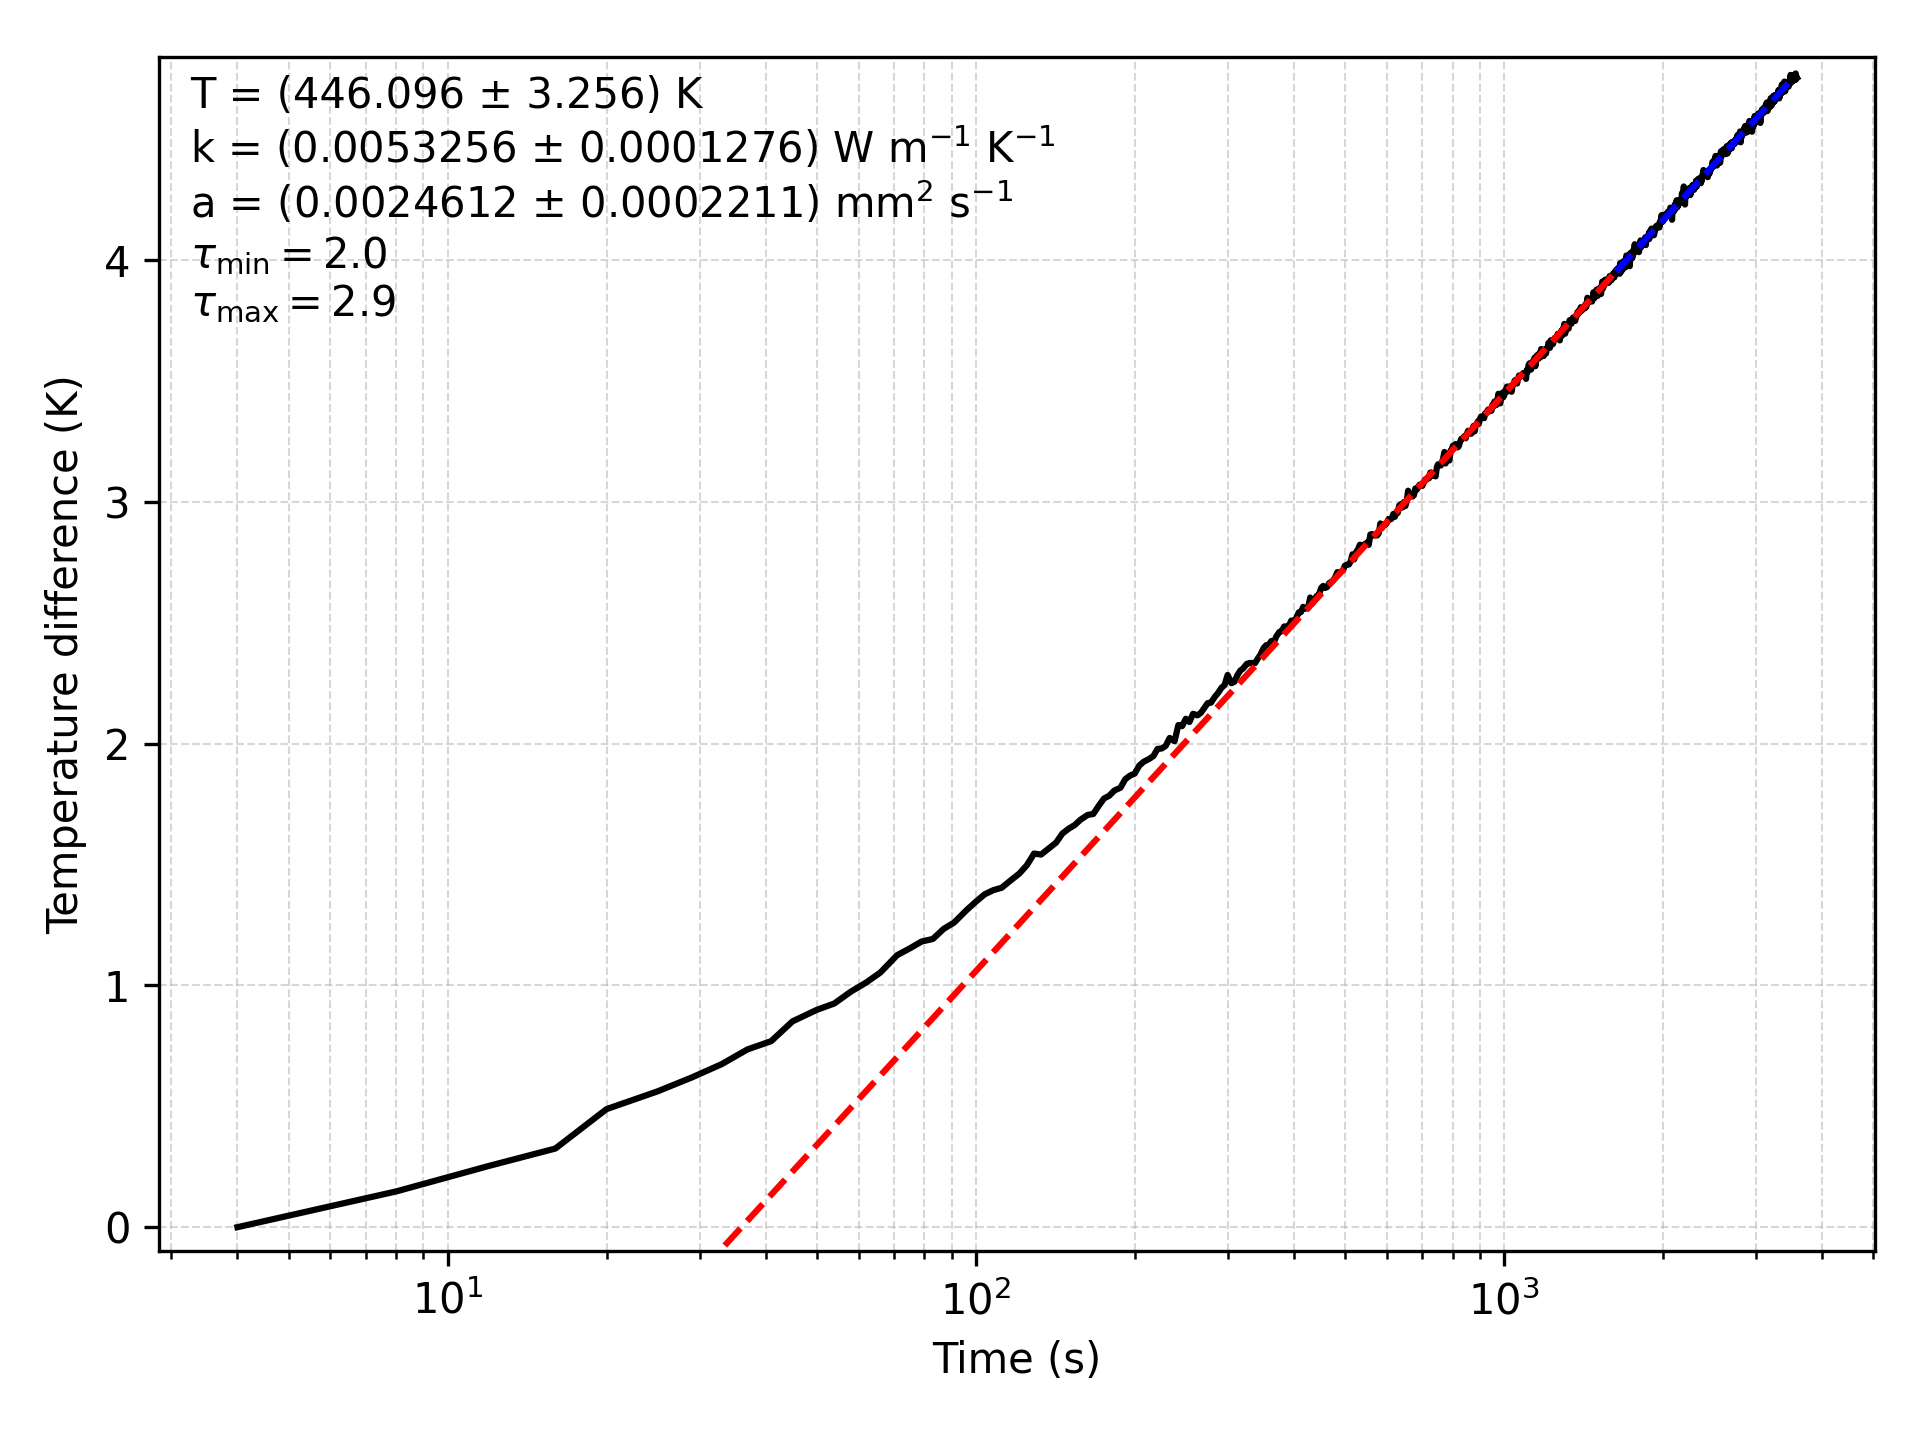 T = (446.096 ± 3.256) K
k = (0.0053256 ± 0.0001276) W m⁻¹ K⁻¹
a = (0.0024612 ± 0.0002211) mm² s⁻¹
τmin = 2.0
τmax = 2.9
Temperature difference (K)
4
3
2
1
0
10¹ 10² 10³
Time (s)